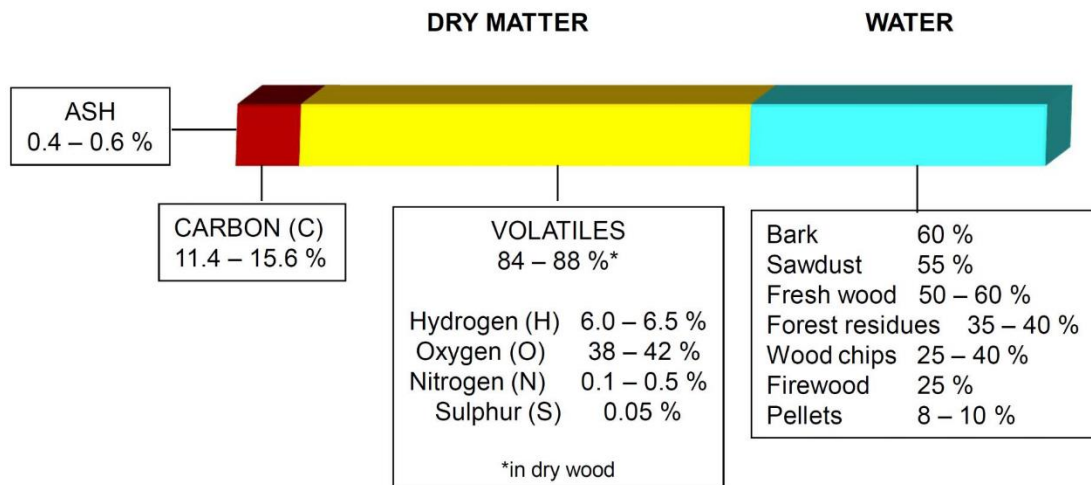 DRY MATTER
WATER
ASH
0.4 – 0.6 %
CARBON (C)
11.4 – 15.6 %
VOLATILES
84 – 88 %*
Hydrogen (H) 6.0 – 6.5 %
Oxygen (O) 38 – 42 %
Nitrogen (N) 0.1 – 0.5 %
Sulphur (S) 0.05 %
*in dry wood
Bark 60 %
Sawdust 55 %
Fresh wood 50 – 60 %
Forest residues 35 – 40 %
Wood chips 25 – 40 %
Firewood 25 %
Pellets 8 – 10 %